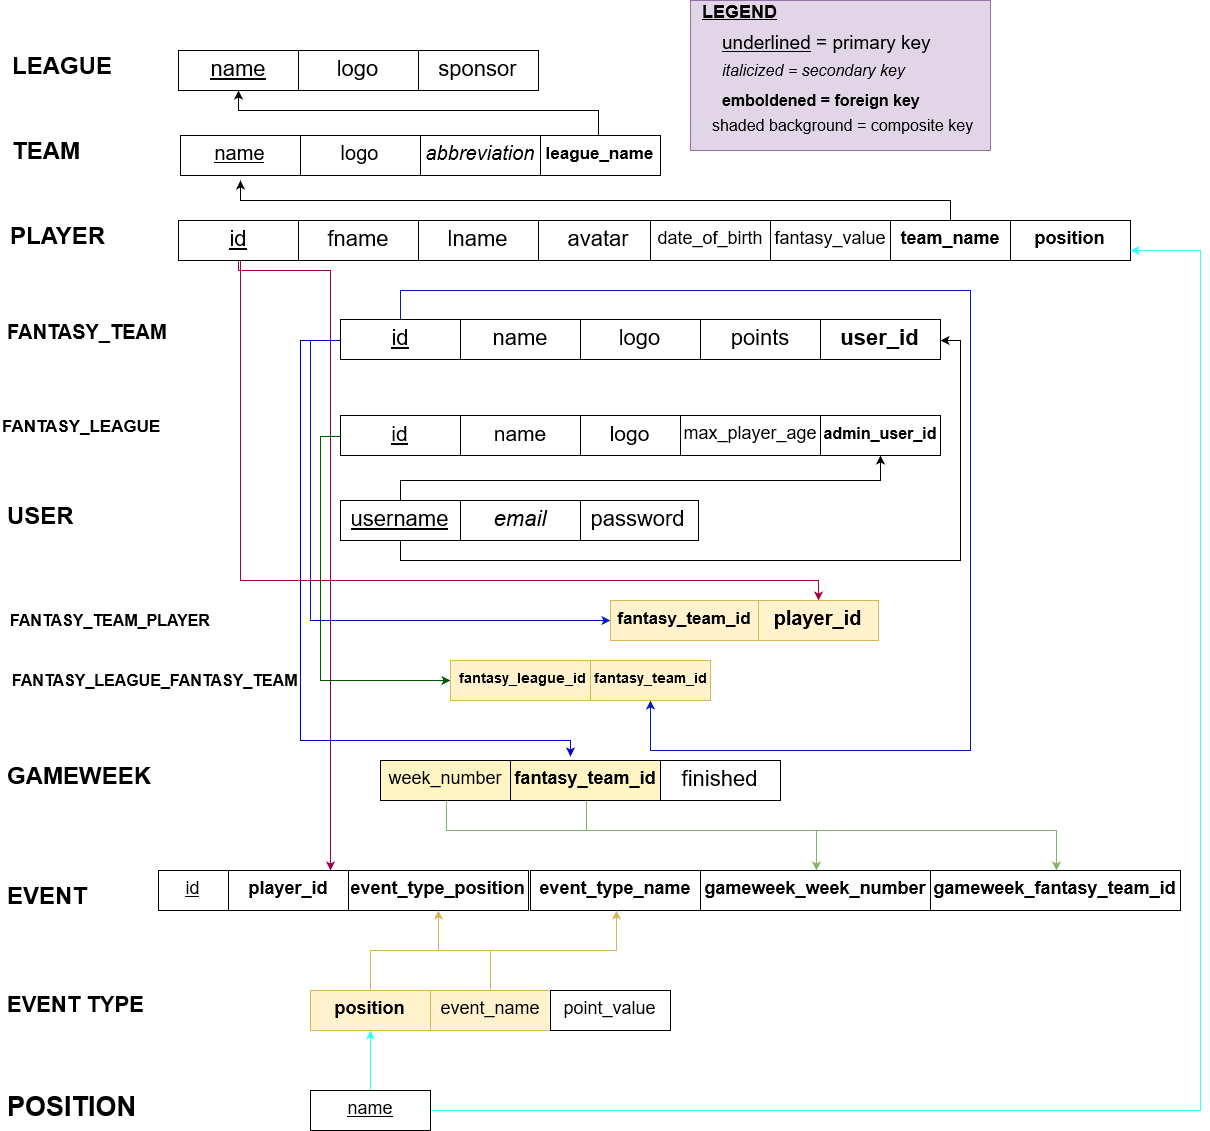 LEGEND
underlined = primary key
italicized = secondary key
emboldened = foreign key
shaded background = composite key
LEAGUE name logo sponsor
TEAM name logo abbreviation league_name
PLAYER id fname lname avatar date_of_birth fantasy_value team_name position
FANTASY_TEAM id name logo points user_id
FANTASY_LEAGUE id name logo max_player_age admin_user_id
USER username email password
FANTASY_TEAM_PLAYER fantasy_team_id player_id
FANTASY_LEAGUE_FANTASY_TEAM fantasy_league_id fantasy_team_id
GAMEWEEK week_number fantasy_team_id finished
EVENT id player_id event_type_position event_type_name gameweek_week_number gameweek_fantasy_team_id
EVENT TYPE position event_name point_value
POSITION name